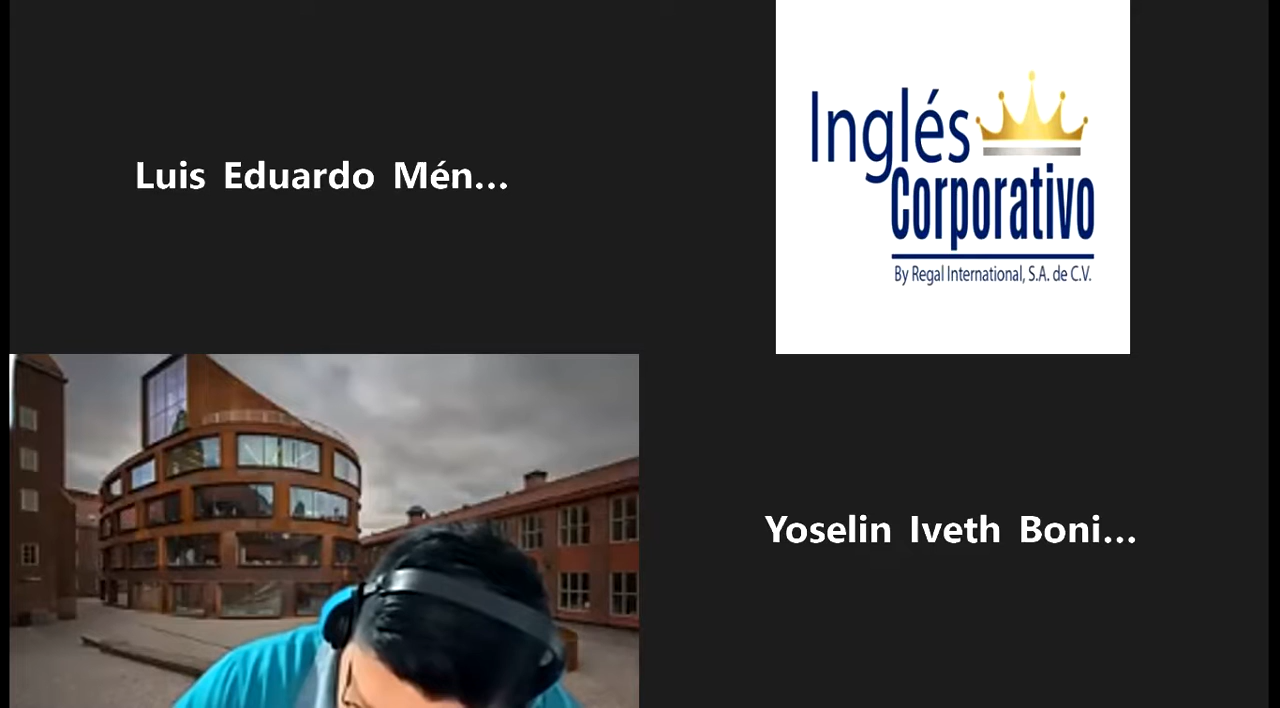 Luis Eduardo Mén...
Inglés
Corporativo
By Regal International, S.A. de C.V.
Yoselin Iveth Boni...